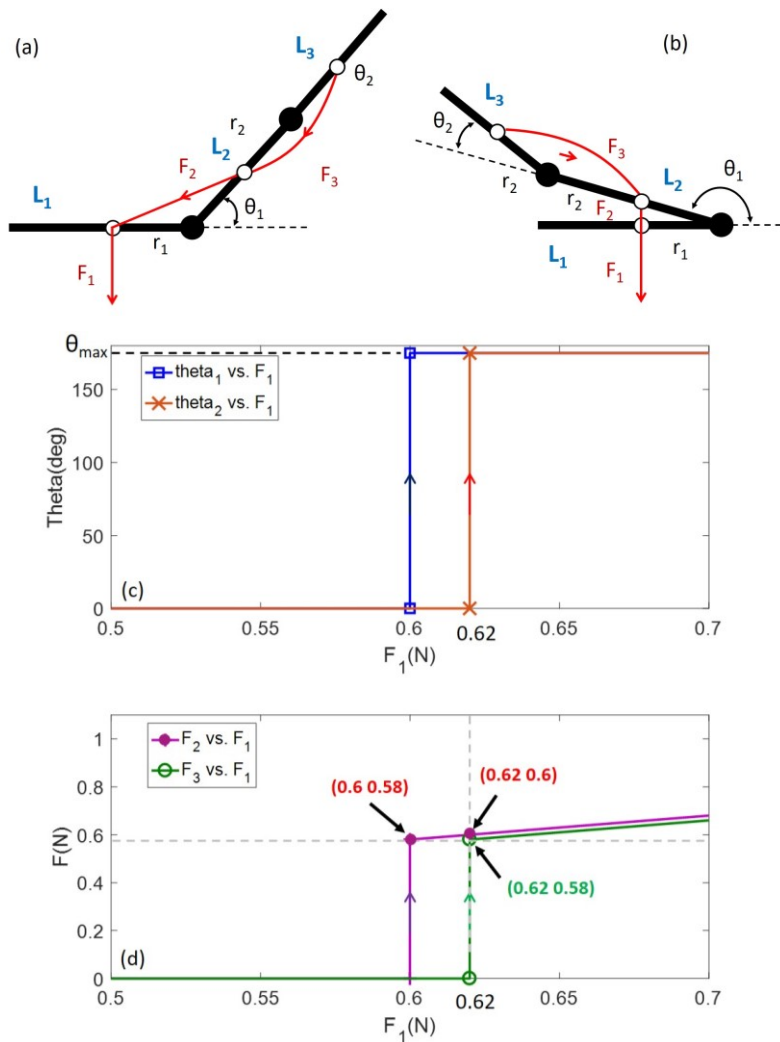 (a)
L3
θ2
r2
L2
F2
F3
L1
θ1
r1
F1
(b)
L3
θ2
F3
r2
r2
L2
F2
θ1
L1
F1
r1
θmax
150
100
50
0
Theta(deg)
theta1 vs. F1
theta2 vs. F1
(c)
0.5
0.55
0.6
0.62
0.65
0.7
F1(N)
1
0.8
0.6
0.4
0.2
0
F(N)
F2 vs. F1
F3 vs. F1
(0.6 0.58)
(0.62 0.6)
(0.62 0.58)
(d)
0.5
0.55
0.6
0.62
0.65
0.7
F1(N)